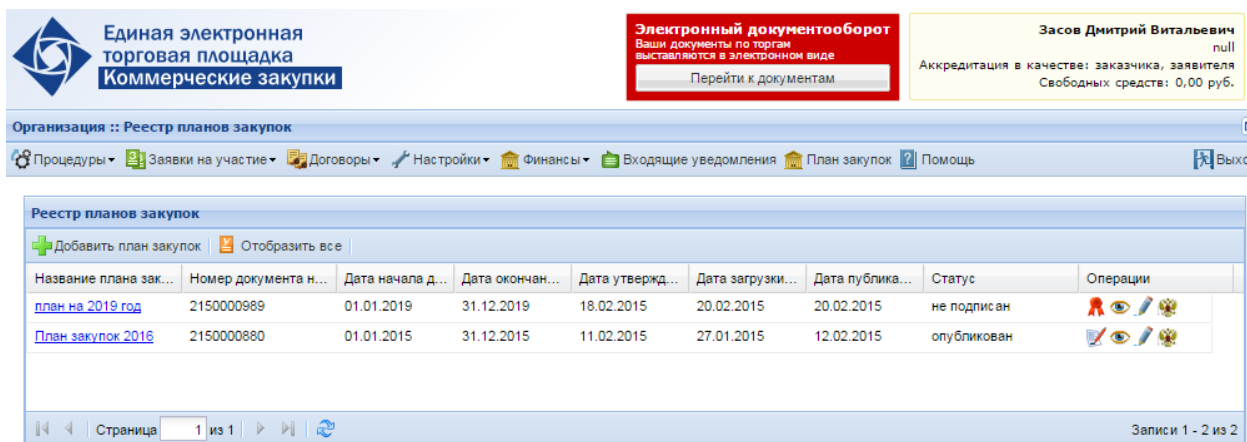 Единая электронная
торговая площадка
Коммерческие закупки
Электронный документооборот
Ваши документы по торгам
выставляются в электронном виде
Перейти к документам
Засов Дмитрий Витальевич
null
Аккредитация в качестве: заказчика, заявителя
Свободных средств: 0,00 руб.
Организация :: Реестр планов закупок
Процедуры Заявки на участие Договоры Настройки Финансы Входящие уведомления План закупок Помощь Выхо
Реестр планов закупок
Добавить план закупок Отобразить все
Название плана зак... Номер документа н... Дата начала д... Дата окончан... Дата утвержд... Дата загрузки... Дата публика... Статус Операции
план на 2019 год 2150000989 01.01.2019 31.12.2019 18.02.2015 20.02.2015 20.02.2015 не подписан
План закупок 2016 2150000880 01.01.2015 31.12.2015 11.02.2015 27.01.2015 12.02.2015 опубликован
Страница 1 из 1 Записи 1 - 2 из 2